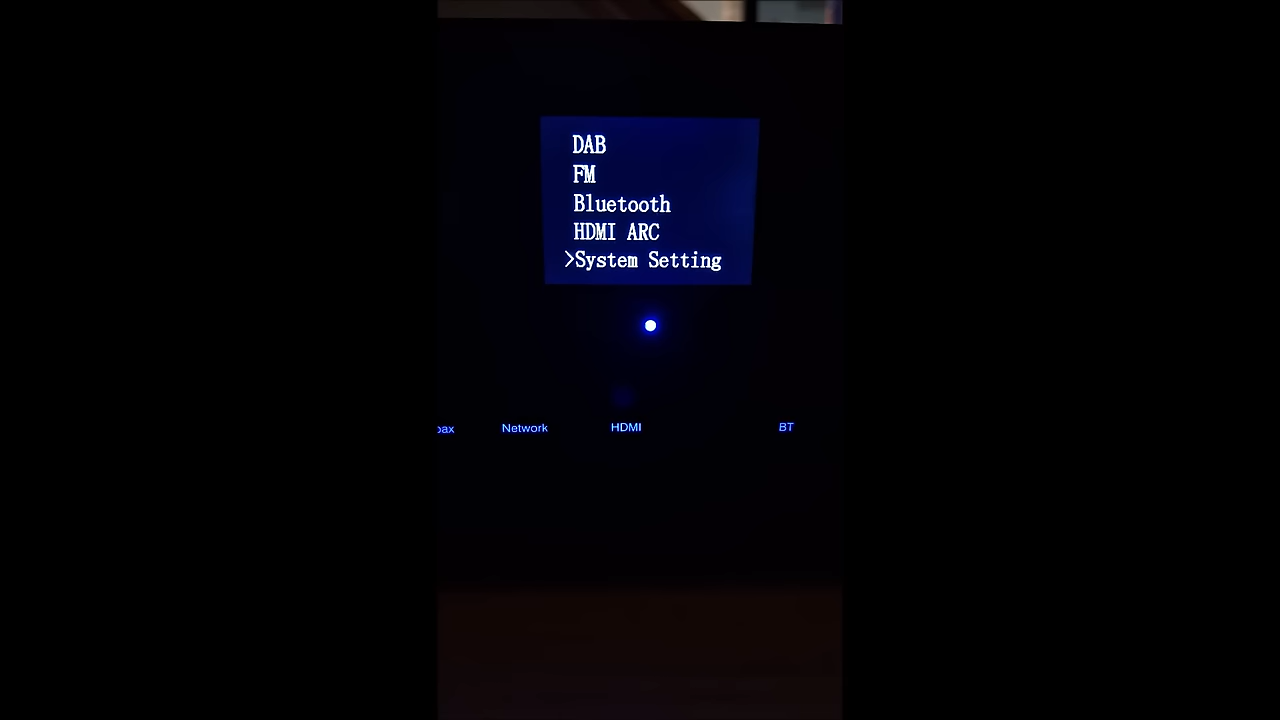 DAB
FM
Bluetooth
HDMI ARC
>System Setting
Network HDMI BT